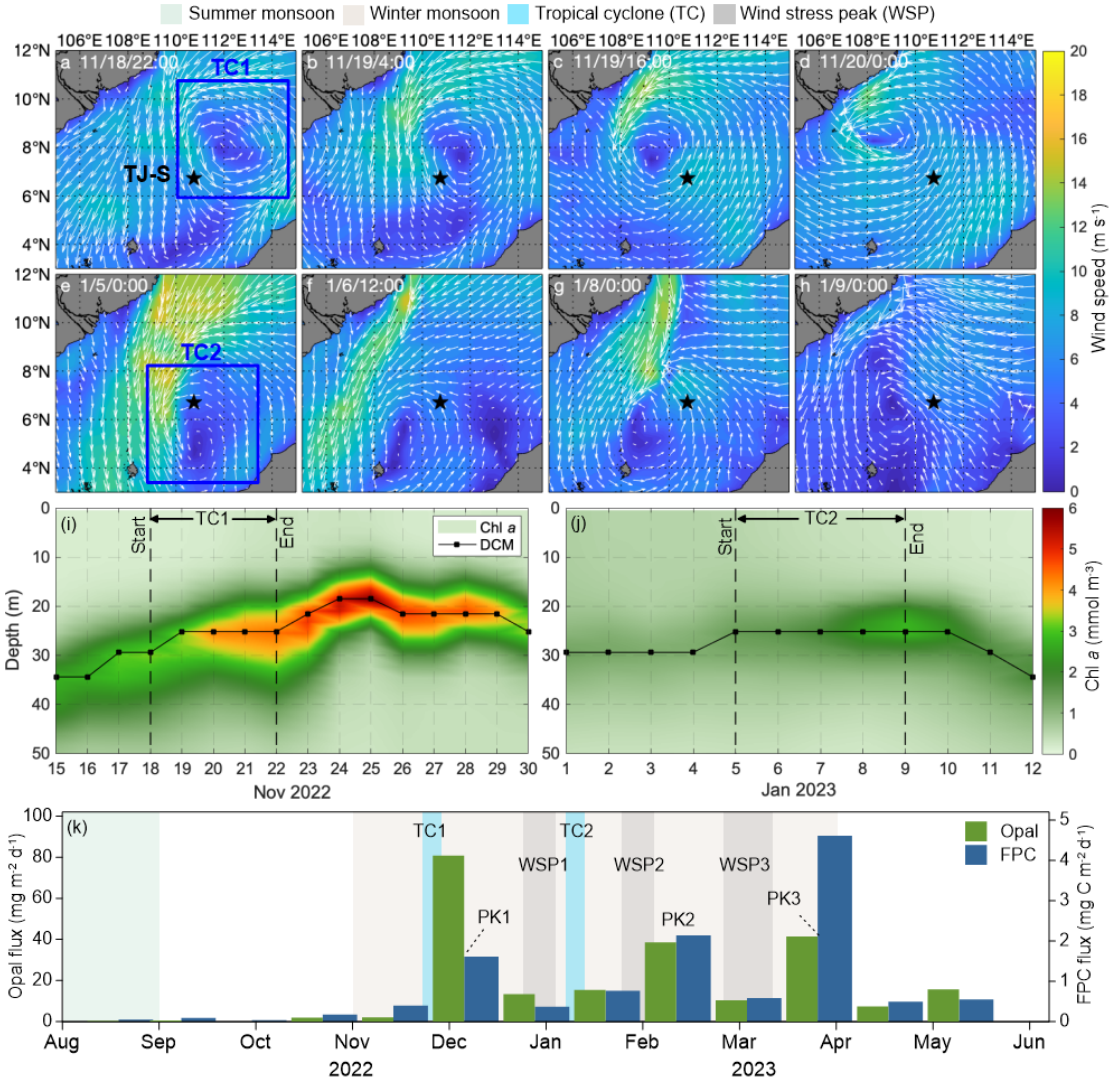 Summer monsoon Winter monsoon Tropical cyclone (TC) Wind stress peak (WSP)
106°E 108°E 110°E 112°E 114°E 106°E 108°E 110°E 112°E 114°E 106°E 108°E 110°E 112°E 114°E 106°E 108°E 110°E 112°E 114°E
12°N
10°N
8°N
6°N
4°N
a 11/18/22:00
TC1
TJ-S
b 11/19/4:00
c 11/19/16:00
d 11/20/0:00
12°N
10°N
8°N
6°N
4°N
e 1/5/0:00
TC2
f 1/6/12:00
g 1/8/0:00
h 1/9/0:00
20
18
16
14
12
10
8
6
4
2
0
Wind speed (m s⁻¹)
(i)
Start
TC1
End
Chl a
DCM
0
10
20
30
40
50
Depth (m)
15 16 17 18 19 20 21 22 23 24 25 26 27 28 29 30
Nov 2022
(j)
Start
TC2
End
1 2 3 4 5 6 7 8 9 10 11 12
Jan 2023
6
5
4
3
2
1
0
Chl a (mmol m⁻³)
(k)
100
80
60
40
20
0
Opal flux (mg m⁻² d⁻¹)
TC1
WSP1
TC2
WSP2
WSP3
PK1
PK2
PK3
Opal
FPC
5
4
3
2
1
0
FPC flux (mg C m⁻² d⁻¹)
Aug Sep Oct Nov Dec Jan Feb Mar Apr May Jun
2022 2023